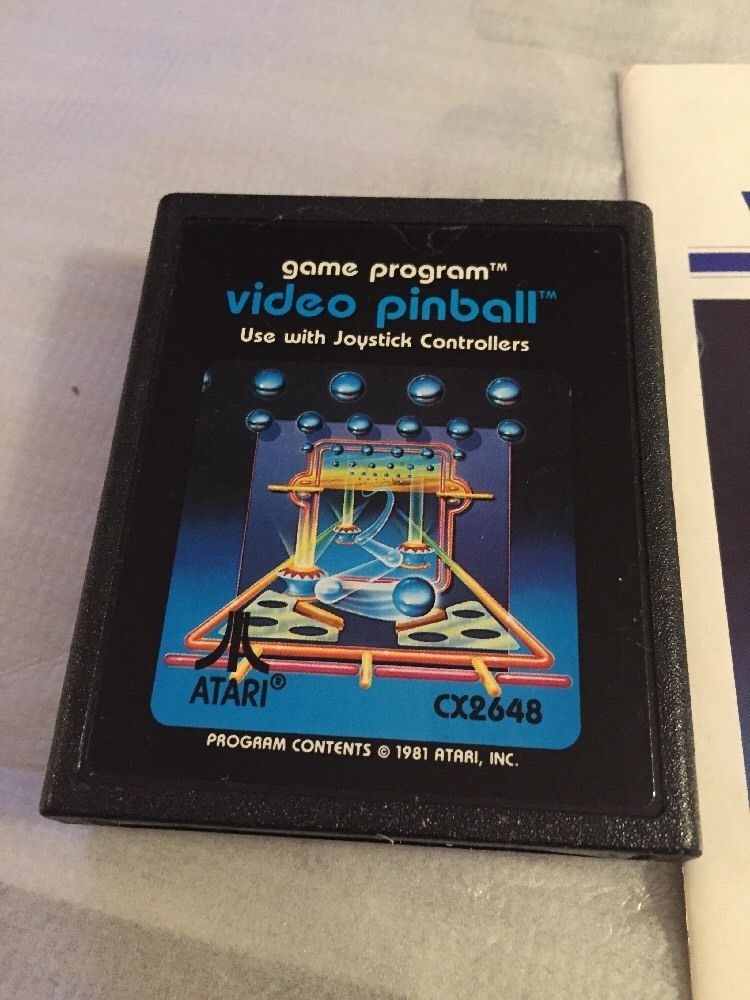 game program™
video pinball™
Use with Joystick Controllers
ATARI®
CX2648
PROGRAM CONTENTS © 1981 ATARI, INC.